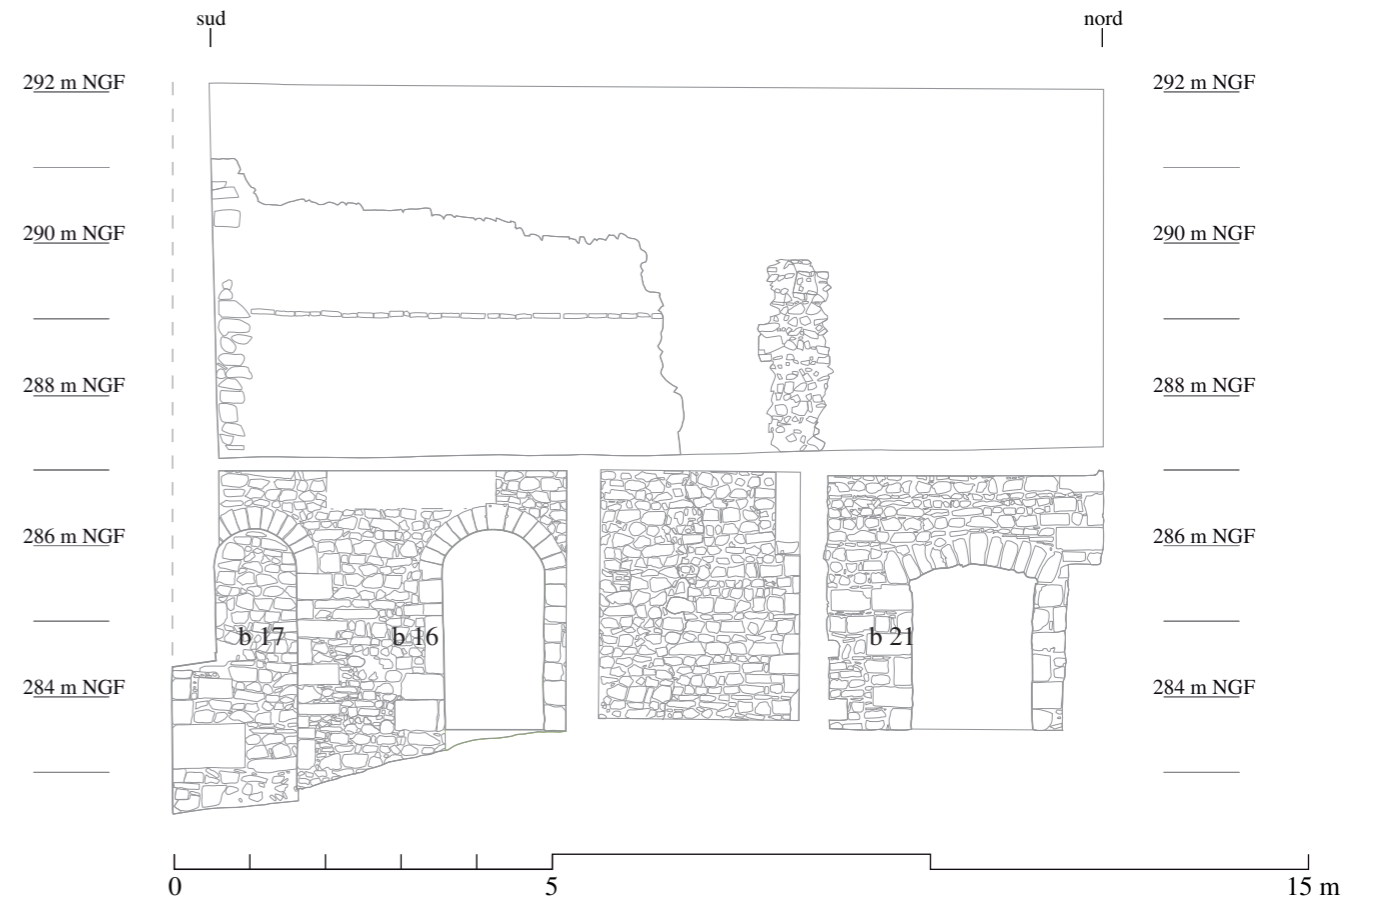 sud nord
292 m NGF 292 m NGF
290 m NGF 290 m NGF
288 m NGF 288 m NGF
286 m NGF 286 m NGF
b 17 b 16 b 21
284 m NGF 284 m NGF
0 5 15 m